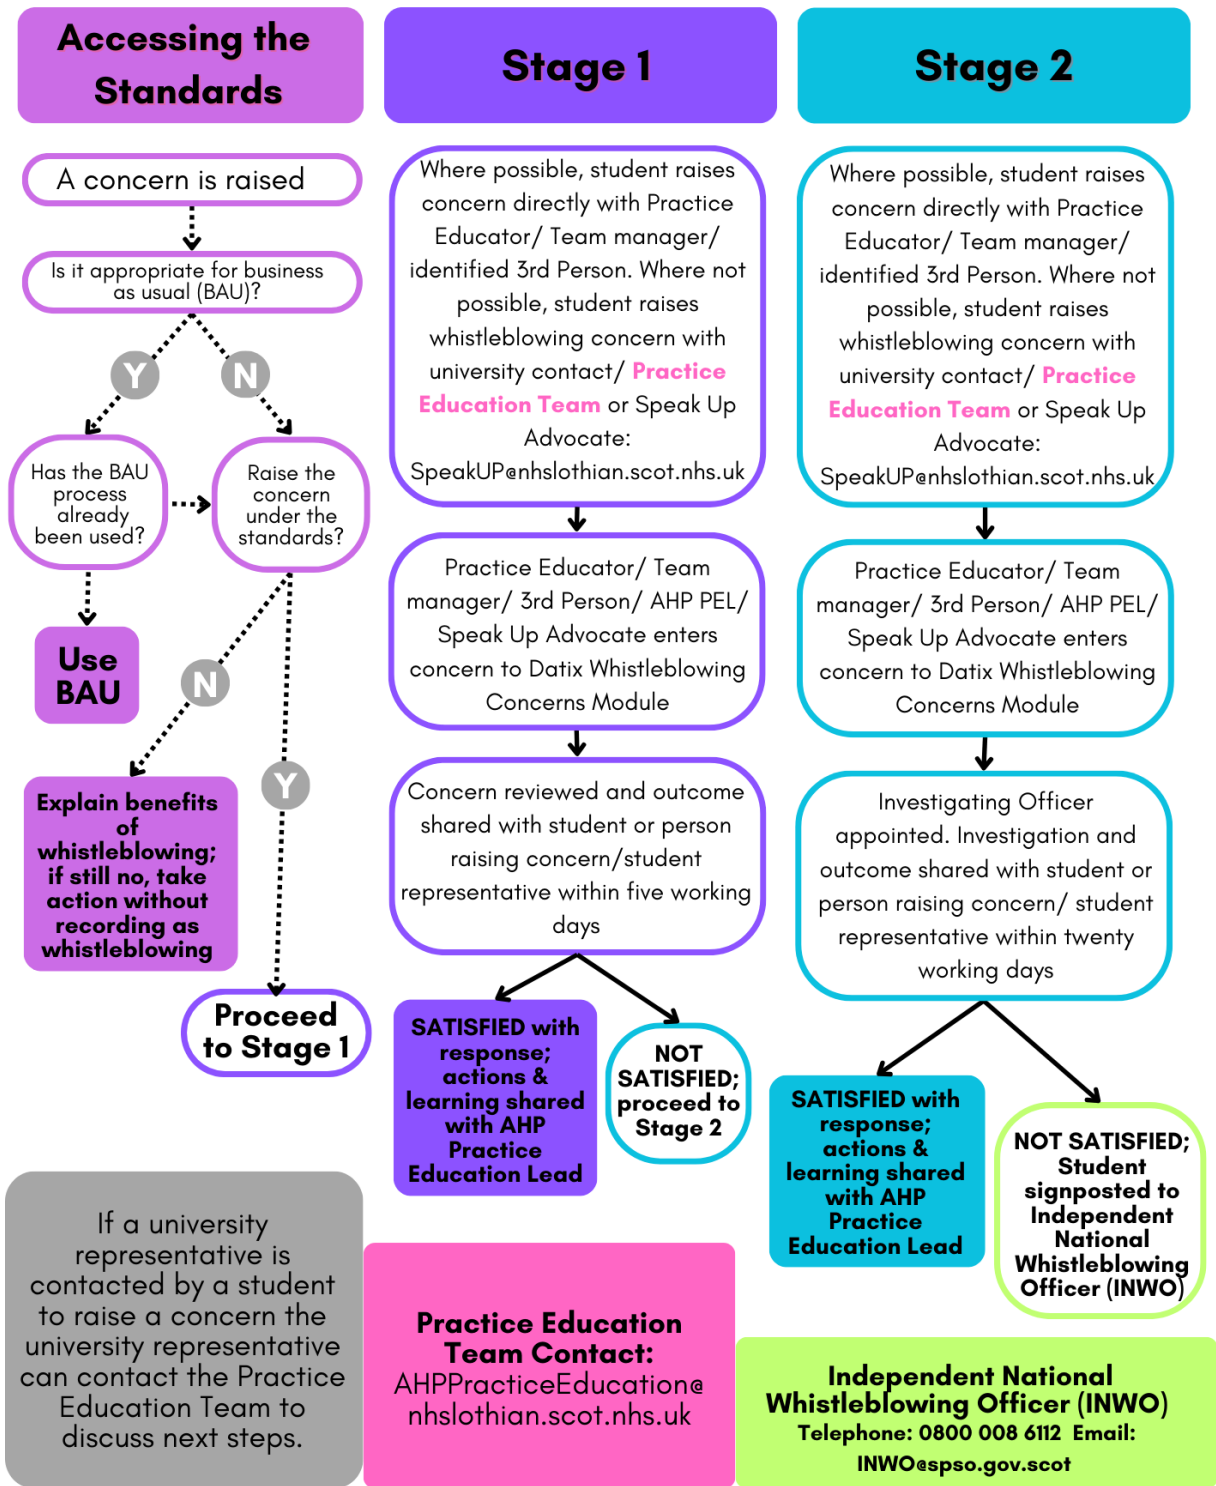 Accessing the
Standards
A concern is raised
Is it appropriate for business
as usual (BAU)?
Y
N
Has the BAU
process
already
been used?
Raise the
concern
under the
standards?
Use
BAU
N
Y
Explain benefits
of
whistleblowing;
if still no, take
action without
recording as
whistleblowing
Proceed
to Stage 1
If a university
representative is
contacted by a student
to raise a concern the
university representative
can contact the Practice
Education Team to
discuss next steps.
Stage 1
Where possible, student raises
concern directly with Practice
Educator/ Team manager/
identified 3rd Person. Where not
possible, student raises
whistleblowing concern with
university contact/ Practice
Education Team or Speak Up
Advocate:
SpeakUP@nhslothian.scot.nhs.uk
Practice Educator/ Team
manager/ 3rd Person/ AHP PEL/
Speak Up Advocate enters
concern to Datix Whistleblowing
Concerns Module
Concern reviewed and outcome
shared with student or person
raising concern/student
representative within five working
days
SATISFIED with
response;
actions &
learning shared
with AHP
Practice
Education Lead
NOT
SATISFIED;
proceed to
Stage 2
Practice Education
Team Contact:
AHPPracticeEducation@
nhslothian.scot.nhs.uk
Stage 2
Where possible, student raises
concern directly with Practice
Educator/ Team manager/
identified 3rd Person. Where not
possible, student raises
whistleblowing concern with
university contact/ Practice
Education Team or Speak Up
Advocate:
SpeakUP@nhslothian.scot.nhs.uk
Practice Educator/ Team
manager/ 3rd Person/ AHP PEL/
Speak Up Advocate enters
concern to Datix Whistleblowing
Concerns Module
Investigating Officer
appointed. Investigation and
outcome shared with student or
person raising concern/ student
representative within twenty
working days
SATISFIED with
response;
actions &
learning shared
with AHP
Practice
Education Lead
NOT SATISFIED;
Student
signposted to
Independent
National
Whistleblowing
Officer (INWO)
Independent National
Whistleblowing Officer (INWO)
Telephone: 0800 008 6112 Email:
INWO@spso.gov.scot